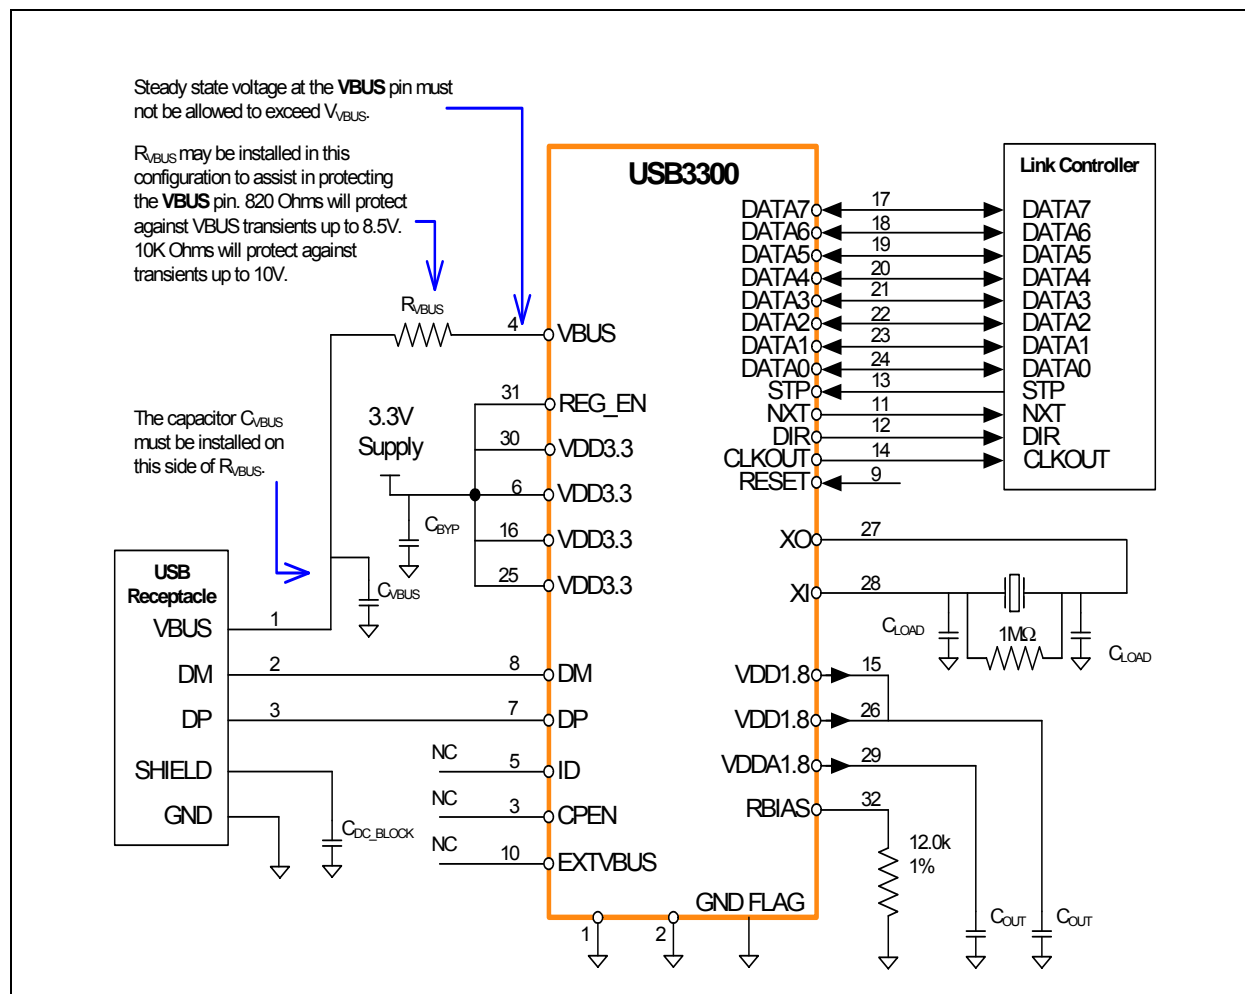 Steady state voltage at the VBUS pin must
not be allowed to exceed VVBUS.
RVBUS may be installed in this
configuration to assist in protecting
the VBUS pin. 820 Ohms will protect
against VBUS transients up to 8.5V.
10K Ohms will protect against
transients up to 10V.
RVBUS
The capacitor CVBUS
must be installed on
this side of RVBUS.
3.3V
Supply
CBYP
CVBUS
USB
Receptacle
VBUS 1
DM 2
DP 3
SHIELD
GND
CDC_BLOCK
USB3300
4 VBUS
31 REG_EN
30 VDD3.3
6 VDD3.3
16 VDD3.3
25 VDD3.3
8 DM
7 DP
NC 5 ID
NC 3 CPEN
NC 10 EXTVBUS
1
2
GND FLAG
DATA7 17 DATA7
DATA6 18 DATA6
DATA5 19 DATA5
DATA4 20 DATA4
DATA3 21 DATA3
DATA2 22 DATA2
DATA1 23 DATA1
DATA0 24 DATA0
STP 13 STP
NXT 11 NXT
DIR 12 DIR
CLKOUT 14 CLKOUT
RESET 9
Link Controller
XO 27
XI 28
CLOAD
1MΩ
CLOAD
VDD1.8 15
VDD1.8 26
VDDA1.8 29
RBIAS 32
12.0k
1%
COUT
COUT